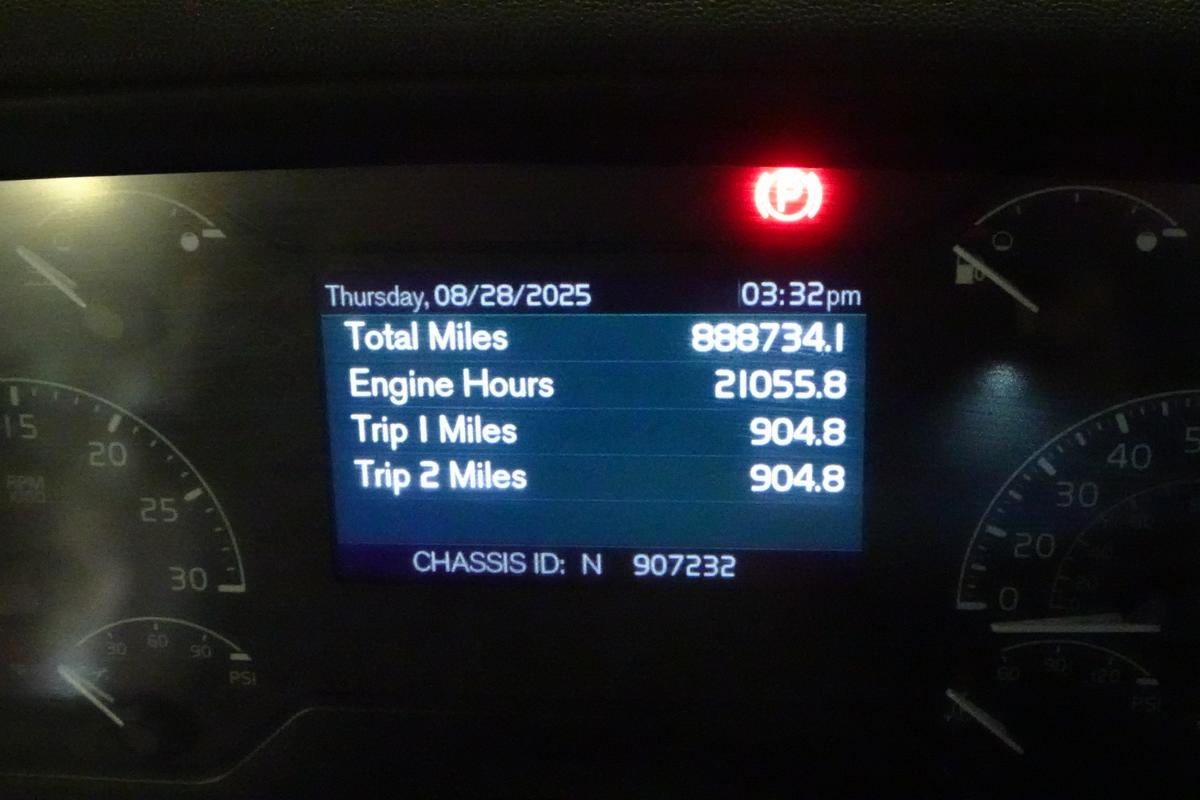 P
Thursday, 08/28/2025 03:32pm
Total Miles 888734.1
Engine Hours 21055.8
Trip 1 Miles 904.8
Trip 2 Miles 904.8
CHASSIS ID: N 907232
15
20
25
30
RPM
30 60 90
PSI
40
30
20
0
60 90 120
PSI